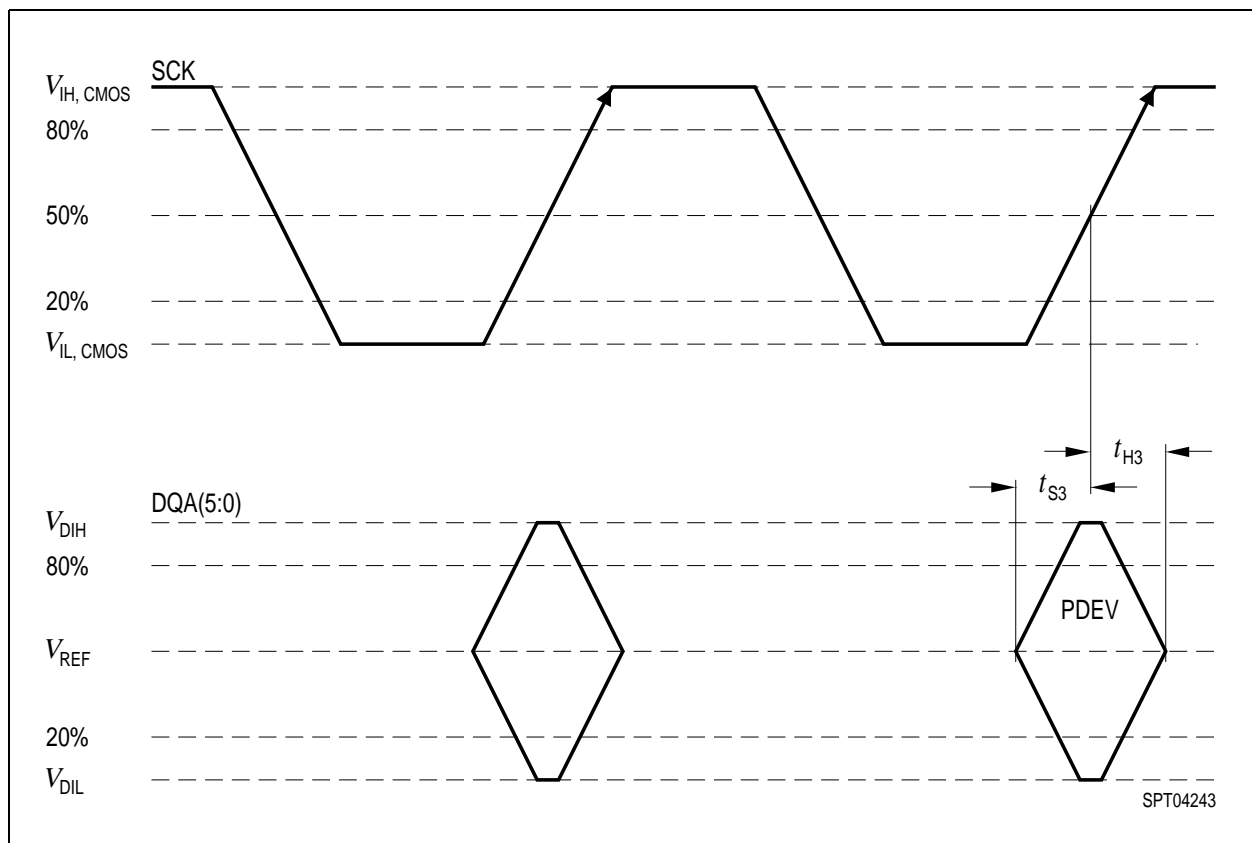 SCK
V_IH, CMOS
80%
50%
20%
V_IL, CMOS
t_H3
t_S3
DQA(5:0)
V_DIH
80%
PDEV
V_REF
20%
V_DIL
SPT04243